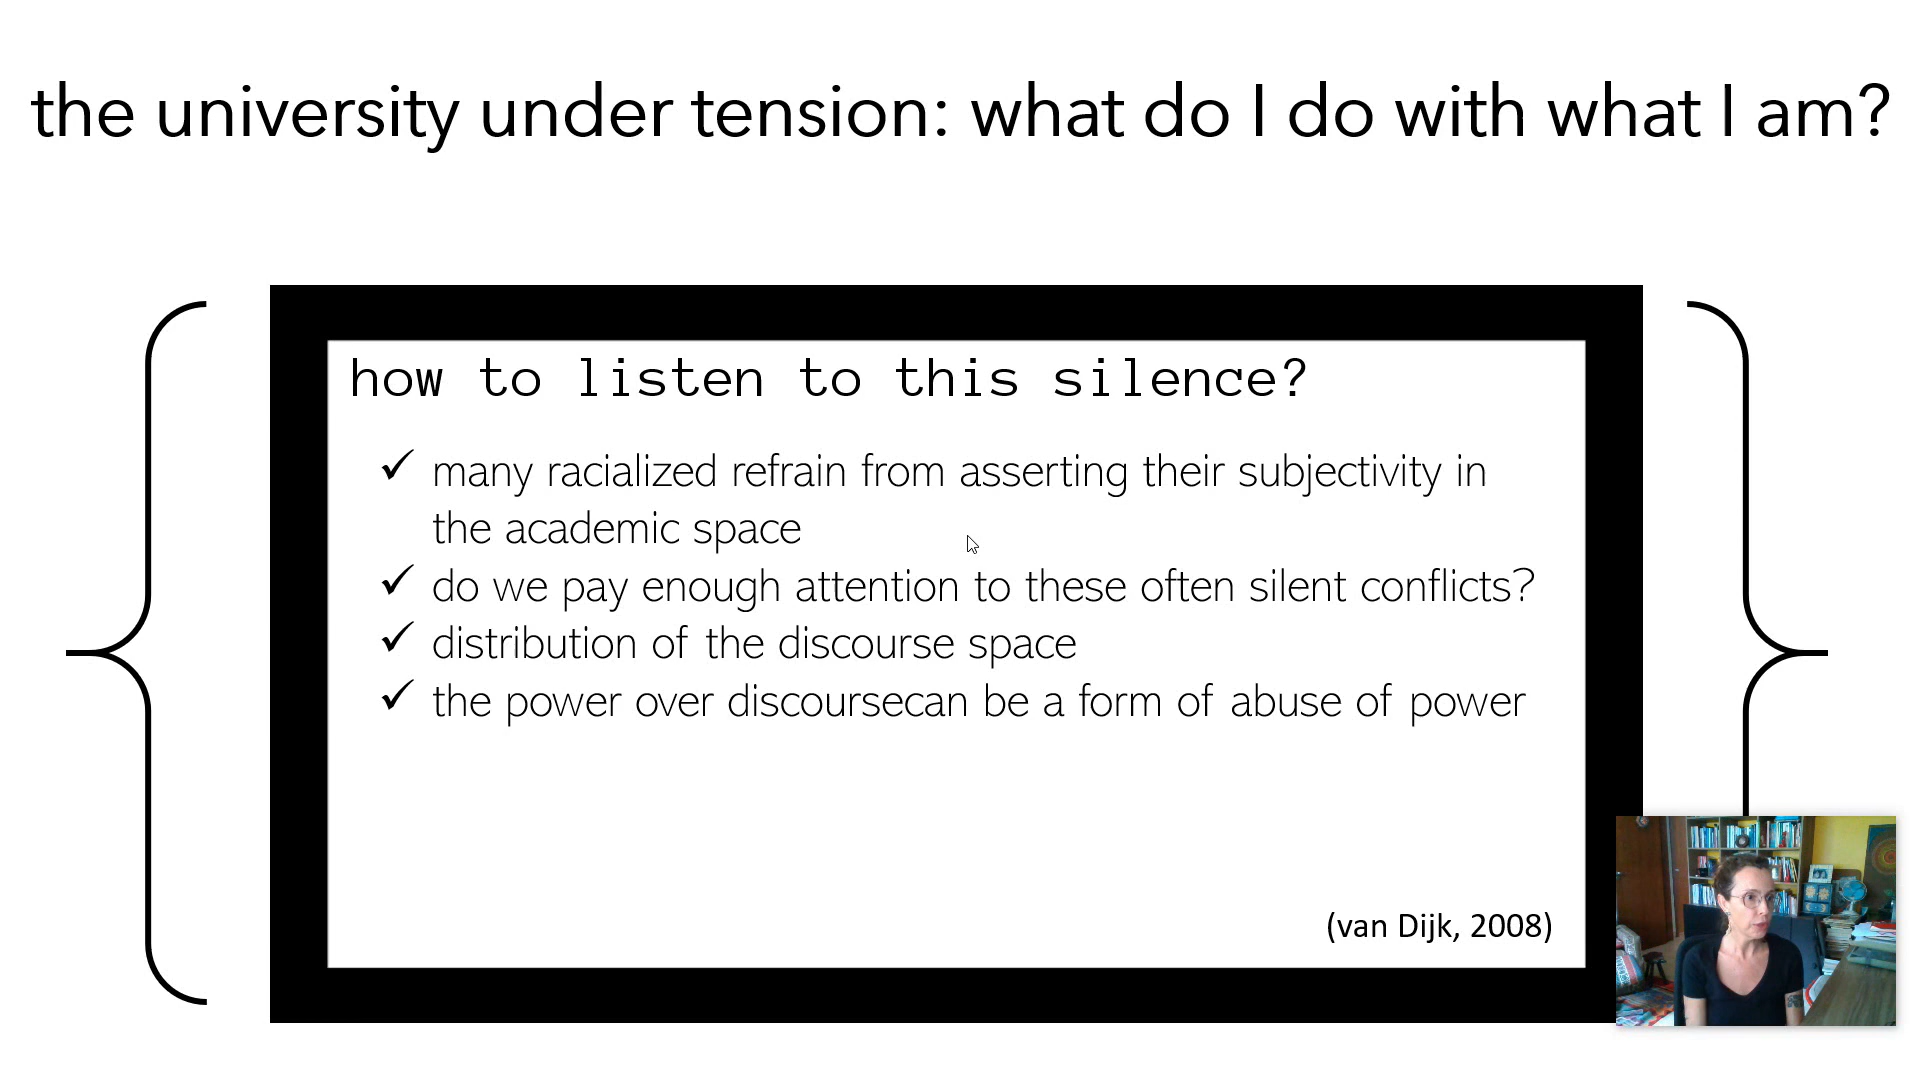 the university under tension: what do I do with what I am?
how to listen to this silence?
✓ many racialized refrain from asserting their subjectivity in
the academic space
✓ do we pay enough attention to these often silent conflicts?
✓ distribution of the discourse space
✓ the power over discoursecan be a form of abuse of power
(van Dijk, 2008)